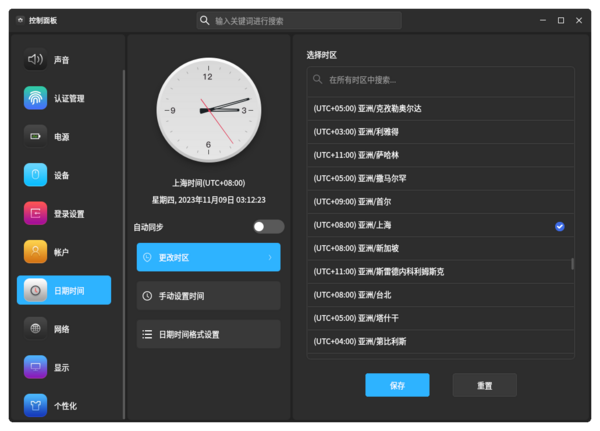 控制面板
输入关键词进行搜索
声音
认证管理
电源
设备
登录设置
帐户
日期时间
网络
显示
个性化
12
3
6
9
上海时间(UTC+08:00)
星期四, 2023年11月09日 03:12:23
自动同步
更改时区
手动设置时间
日期时间格式设置
选择时区
在所有时区中搜索...
(UTC+05:00) 亚洲/克孜勒奥尔达
(UTC+03:00) 亚洲/利雅得
(UTC+11:00) 亚洲/萨哈林
(UTC+05:00) 亚洲/撒马尔罕
(UTC+09:00) 亚洲/首尔
(UTC+08:00) 亚洲/上海
(UTC+08:00) 亚洲/新加坡
(UTC+11:00) 亚洲/斯雷德内科利姆斯克
(UTC+08:00) 亚洲/台北
(UTC+05:00) 亚洲/塔什干
(UTC+04:00) 亚洲/第比利斯
保存
重置